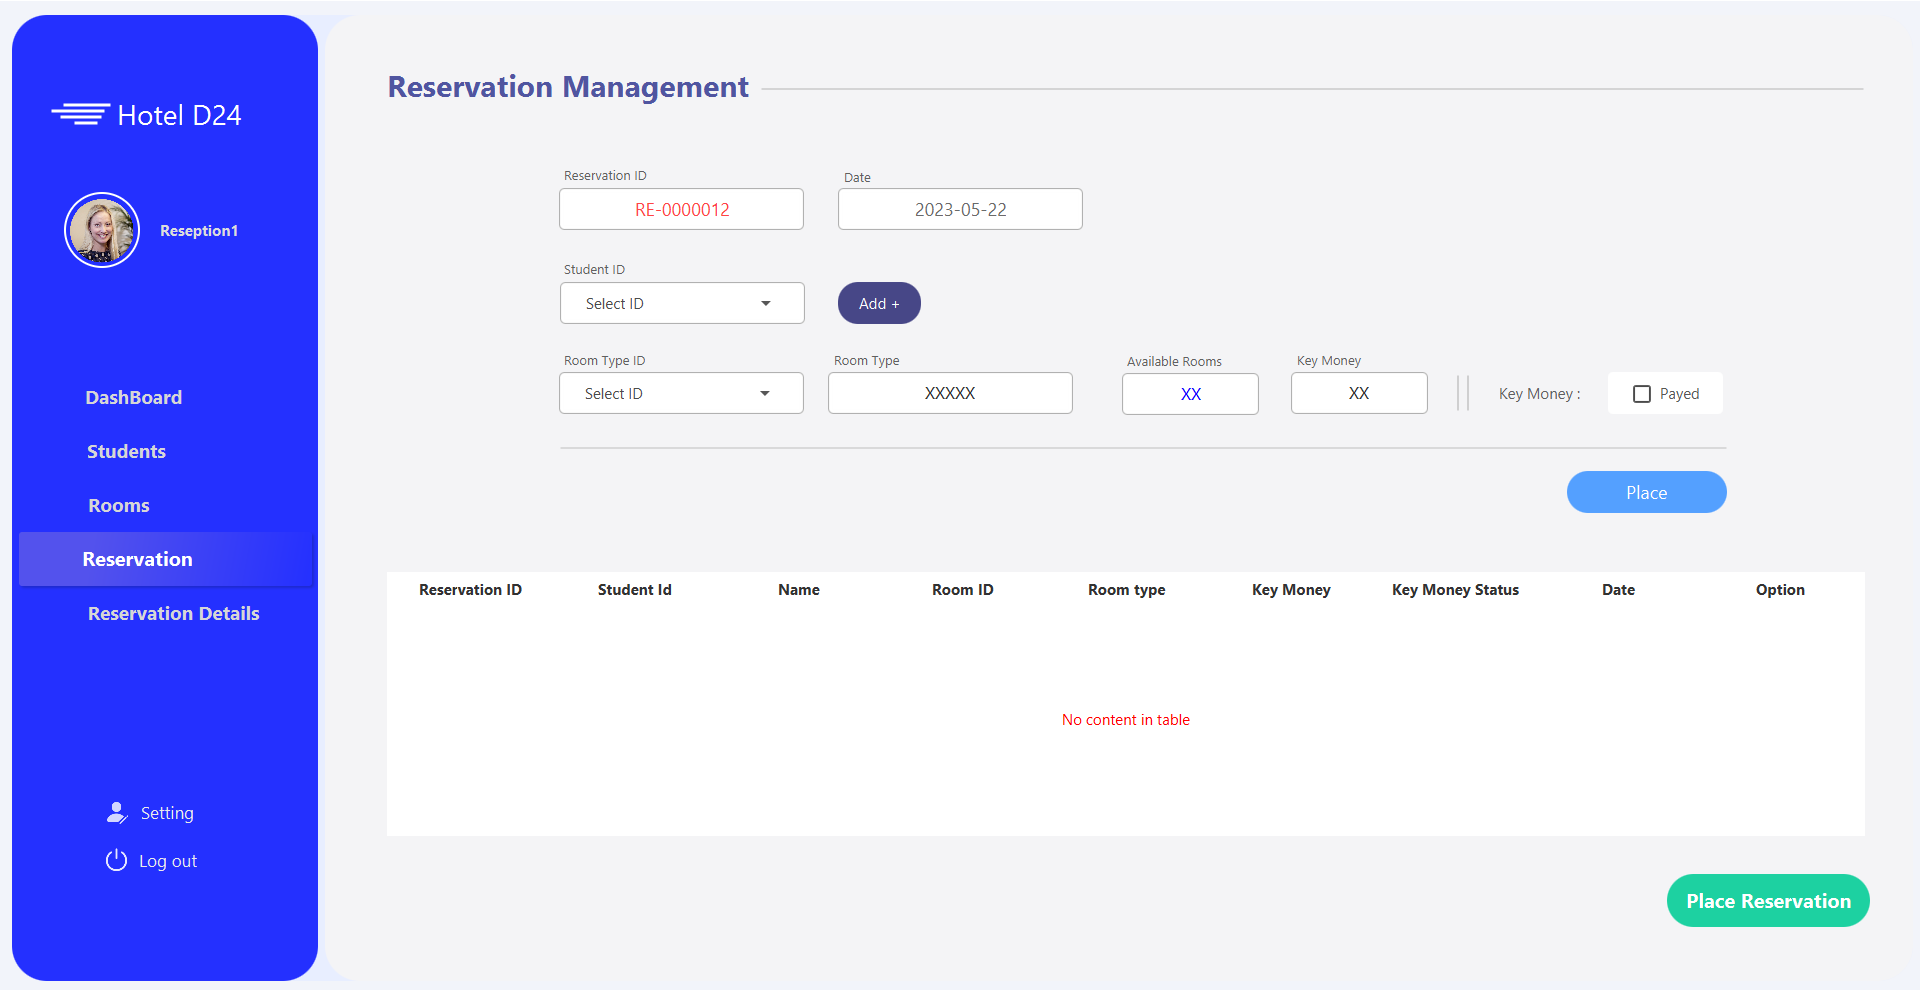 Hotel D24
Reseption1
DashBoard
Students
Rooms
Reservation
Reservation Details
Setting
Log out
Reservation Management
Reservation ID
Date
RE-0000012
2023-05-22
Student ID
Select ID
Add +
Room Type ID
Room Type
Available Rooms
Key Money
Select ID
XXXXX
XX
XX
Key Money :
Payed
Place
Reservation ID Student Id Name Room ID Room type Key Money Key Money Status Date Option
No content in table
Place Reservation